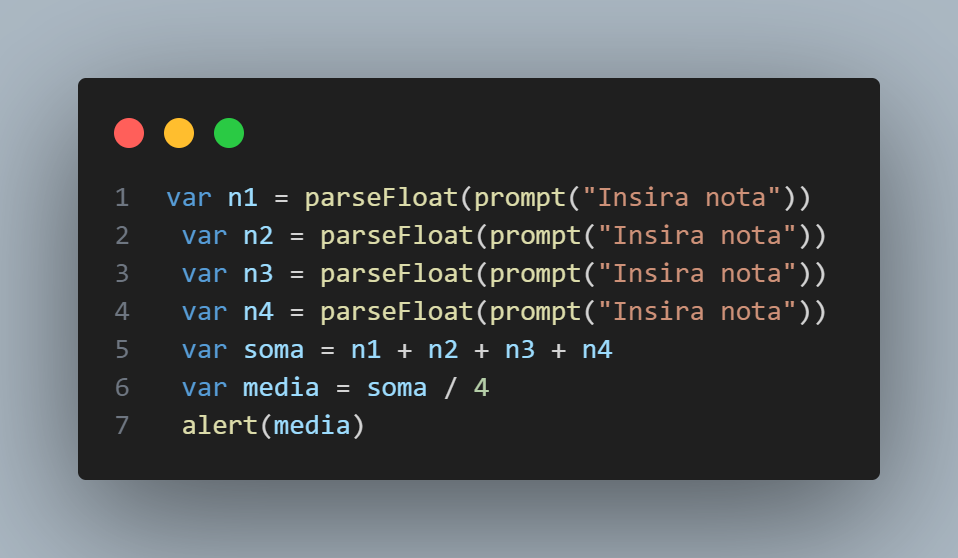 1 var n1 = parseFloat(prompt("Insira nota"))
2 var n2 = parseFloat(prompt("Insira nota"))
3 var n3 = parseFloat(prompt("Insira nota"))
4 var n4 = parseFloat(prompt("Insira nota"))
5 var soma = n1 + n2 + n3 + n4
6 var media = soma / 4
7 alert(media)